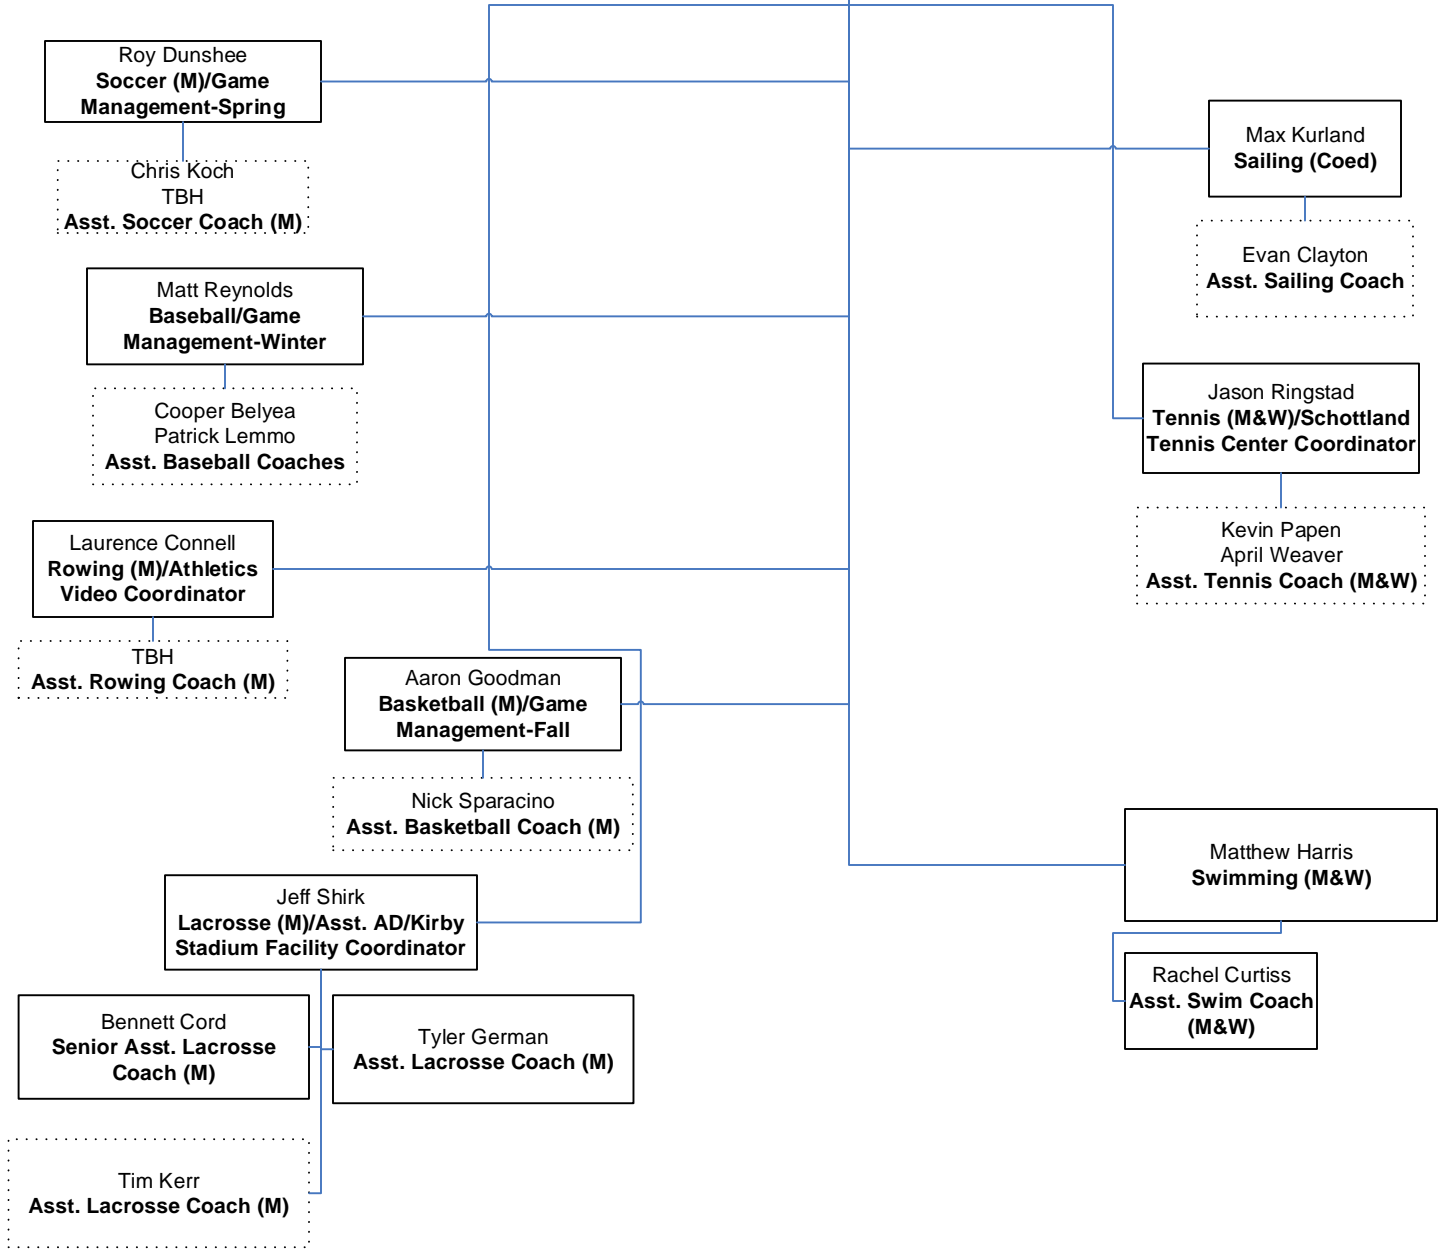 Roy Dunshee
Soccer (M)/Game
Management-Spring
Chris Koch
TBH
Asst. Soccer Coach (M)
Matt Reynolds
Baseball/Game
Management-Winter
Cooper Belyea
Patrick Lemmo
Asst. Baseball Coaches
Laurence Connell
Rowing (M)/Athletics
Video Coordinator
TBH
Asst. Rowing Coach (M)
Aaron Goodman
Basketball (M)/Game
Management-Fall
Nick Sparacino
Asst. Basketball Coach (M)
Jeff Shirk
Lacrosse (M)/Asst. AD/Kirby
Stadium Facility Coordinator
Bennett Cord
Senior Asst. Lacrosse
Coach (M)
Tyler German
Asst. Lacrosse Coach (M)
Tim Kerr
Asst. Lacrosse Coach (M)
Max Kurland
Sailing (Coed)
Evan Clayton
Asst. Sailing Coach
Jason Ringstad
Tennis (M&W)/Schottland
Tennis Center Coordinator
Kevin Papen
April Weaver
Asst. Tennis Coach (M&W)
Matthew Harris
Swimming (M&W)
Rachel Curtiss
Asst. Swim Coach
(M&W)